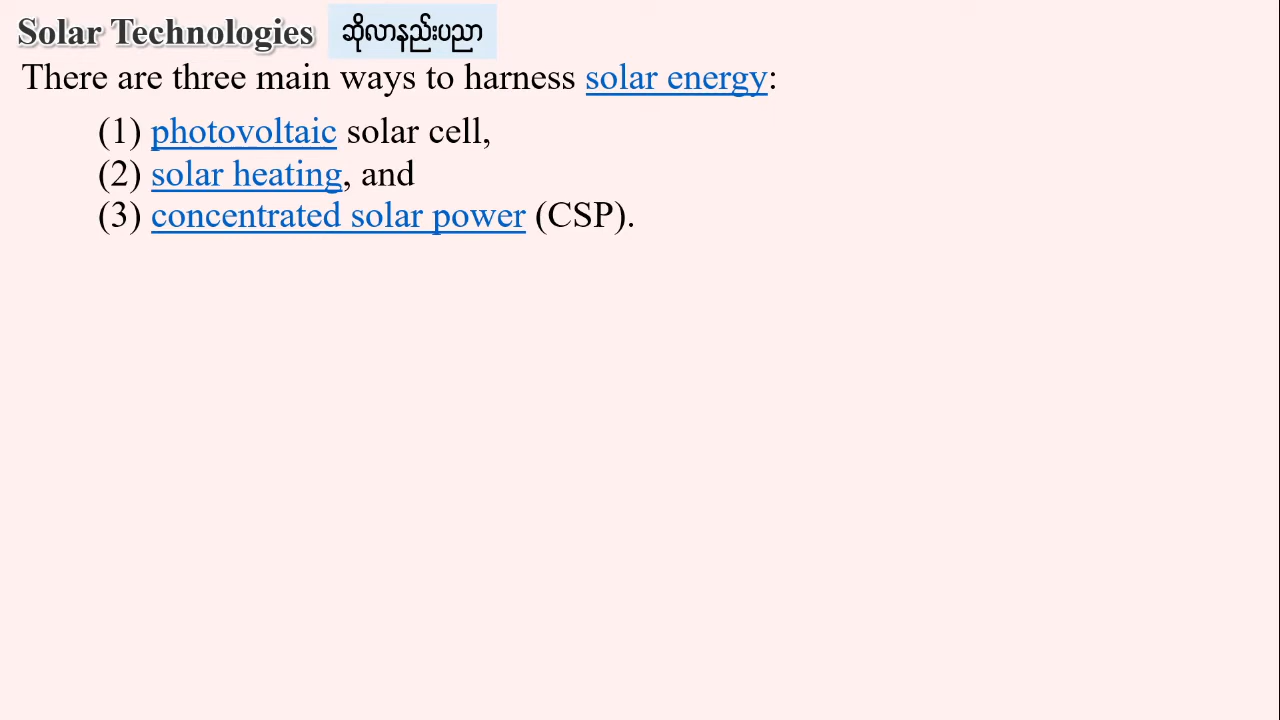 Solar Technologies ဆိုလာနည်းပညာ
There are three main ways to harness solar energy:
(1) photovoltaic solar cell,
(2) solar heating, and
(3) concentrated solar power (CSP).